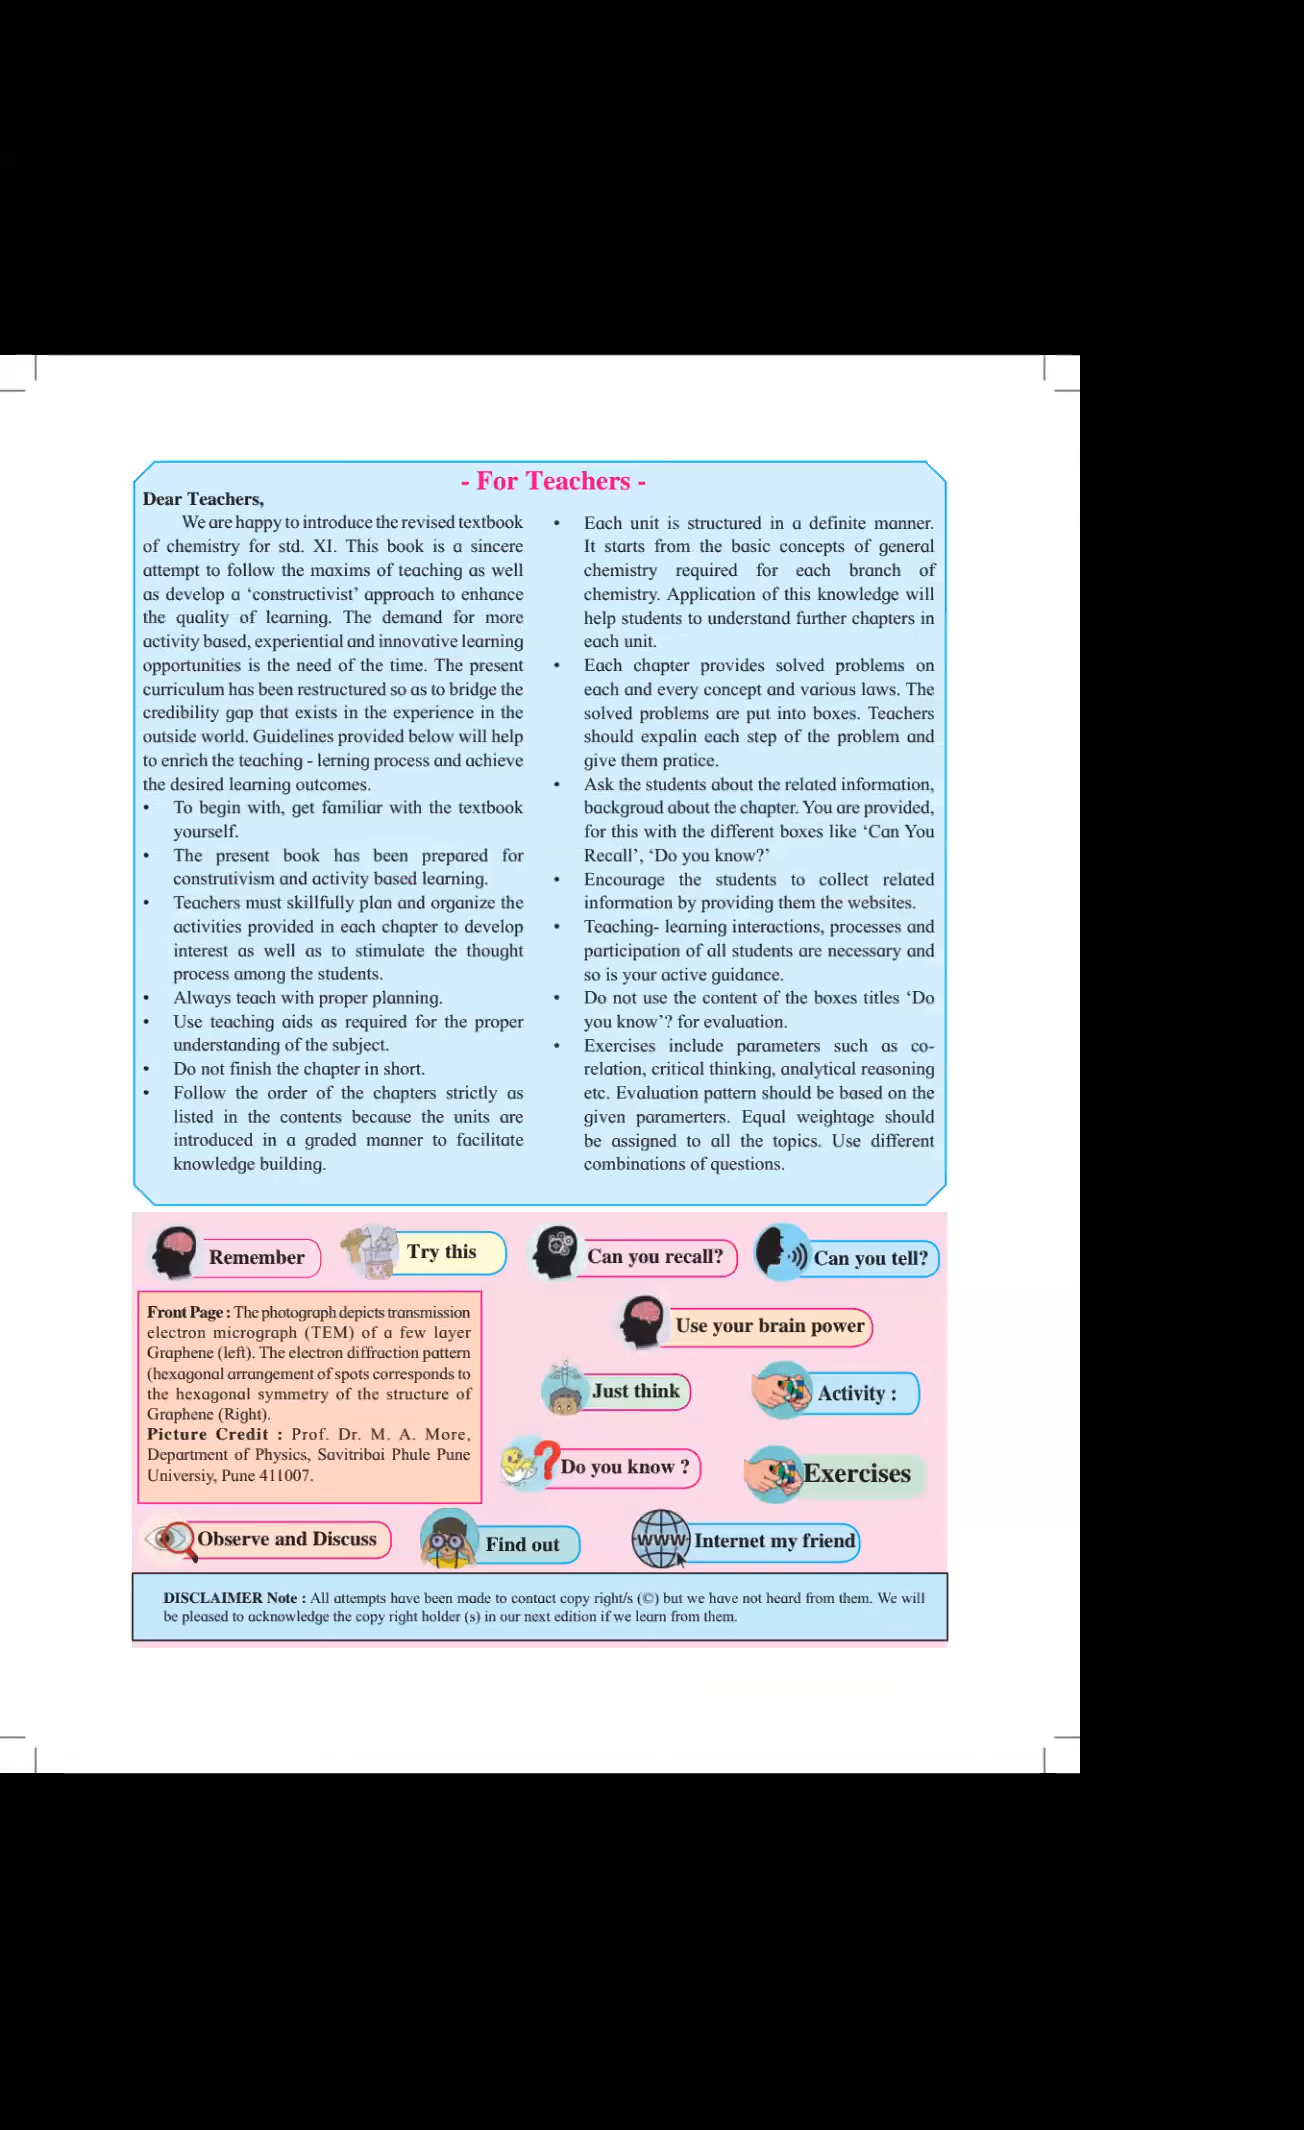 - For Teachers -
Dear Teachers,
We are happy to introduce the revised textbook
of chemistry for std. XI. This book is a sincere
attempt to follow the maxims of teaching as well
as develop a ‘constructivist’ approach to enhance
the quality of learning. The demand for more
activity based, experiential and innovative learning
opportunities is the need of the time. The present
curriculum has been restructured so as to bridge the
credibility gap that exists in the experience in the
outside world. Guidelines provided below will help
to enrich the teaching - lerning process and achieve
the desired learning outcomes.
• To begin with, get familiar with the textbook
yourself.
• The present book has been prepared for
construtivism and activity based learning.
• Teachers must skillfully plan and organize the
activities provided in each chapter to develop
interest as well as to stimulate the thought
process among the students.
• Always teach with proper planning.
• Use teaching aids as required for the proper
understanding of the subject.
• Do not finish the chapter in short.
• Follow the order of the chapters strictly as
listed in the contents because the units are
introduced in a graded manner to facilitate
knowledge building.
• Each unit is structured in a definite manner.
It starts from the basic concepts of general
chemistry required for each branch of
chemistry. Application of this knowledge will
help students to understand further chapters in
each unit.
• Each chapter provides solved problems on
each and every concept and various laws. The
solved problems are put into boxes. Teachers
should expalin each step of the problem and
give them pratice.
• Ask the students about the related information,
backgroud about the chapter. You are provided,
for this with the different boxes like ‘Can You
Recall’, ‘Do you know?’
• Encourage the students to collect related
information by providing them the websites.
• Teaching- learning interactions, processes and
participation of all students are necessary and
so is your active guidance.
• Do not use the content of the boxes titles ‘Do
you know’? for evaluation.
• Exercises include parameters such as co-
relation, critical thinking, analytical reasoning
etc. Evaluation pattern should be based on the
given paramerters. Equal weightage should
be assigned to all the topics. Use different
combinations of questions.
Remember
Try this
Can you recall?
Can you tell?
Front Page : The photograph depicts transmission
electron micrograph (TEM) of a few layer
Graphene (left). The electron diffraction pattern
(hexagonal arrangement of spots corresponds to
the hexagonal symmetry of the structure of
Graphene (Right).
Picture Credit : Prof. Dr. M. A. More,
Department of Physics, Savitribai Phule Pune
Universiy, Pune 411007.
Use your brain power
Just think
Activity :
Do you know ?
Exercises
Observe and Discuss
Find out
www
Internet my friend
DISCLAIMER Note : All attempts have been made to contact copy right/s (©) but we have not heard from them. We will
be pleased to acknowledge the copy right holder (s) in our next edition if we learn from them.